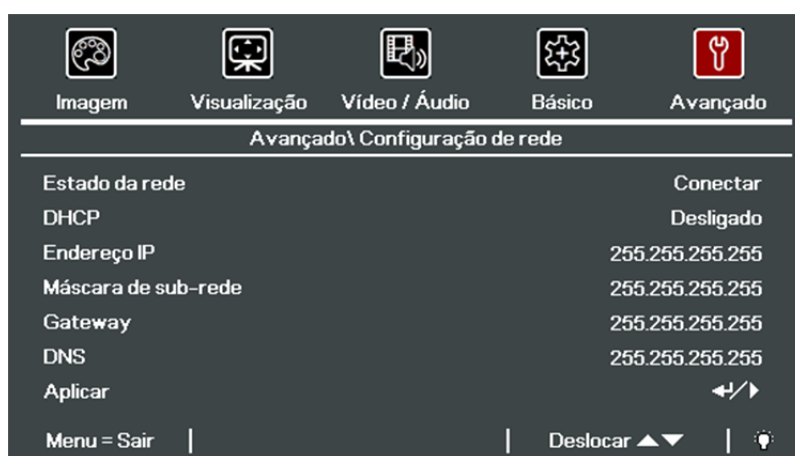 Imagem Visualização Vídeo / Áudio Básico Avançado
Avançado\ Configuração de rede
Estado da rede Conectar
DHCP Desligado
Endereço IP 255.255.255.255
Máscara de sub-rede 255.255.255.255
Gateway 255.255.255.255
DNS 255.255.255.255
Aplicar
Menu = Sair Deslocar